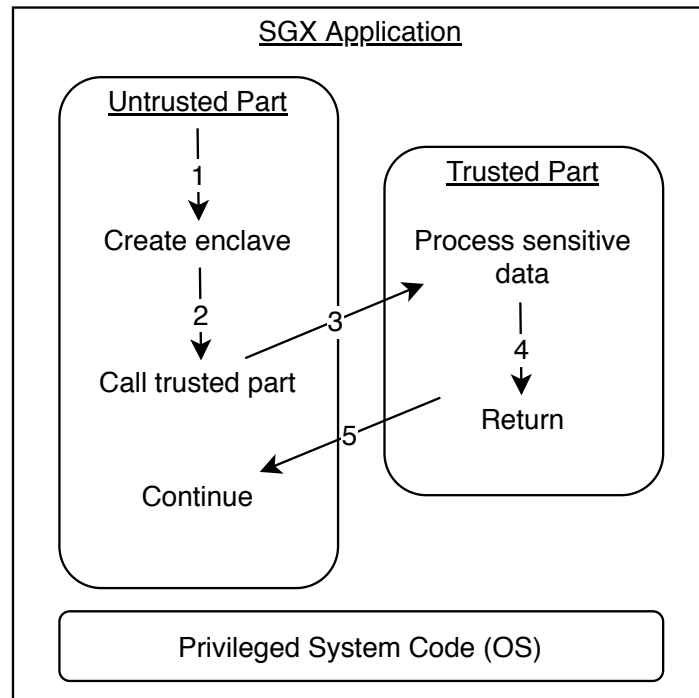 SGX Application
Untrusted Part
1
Create enclave
2
Call trusted part
3
Trusted Part
Process sensitive
data
4
Return
5
Continue
Privileged System Code (OS)